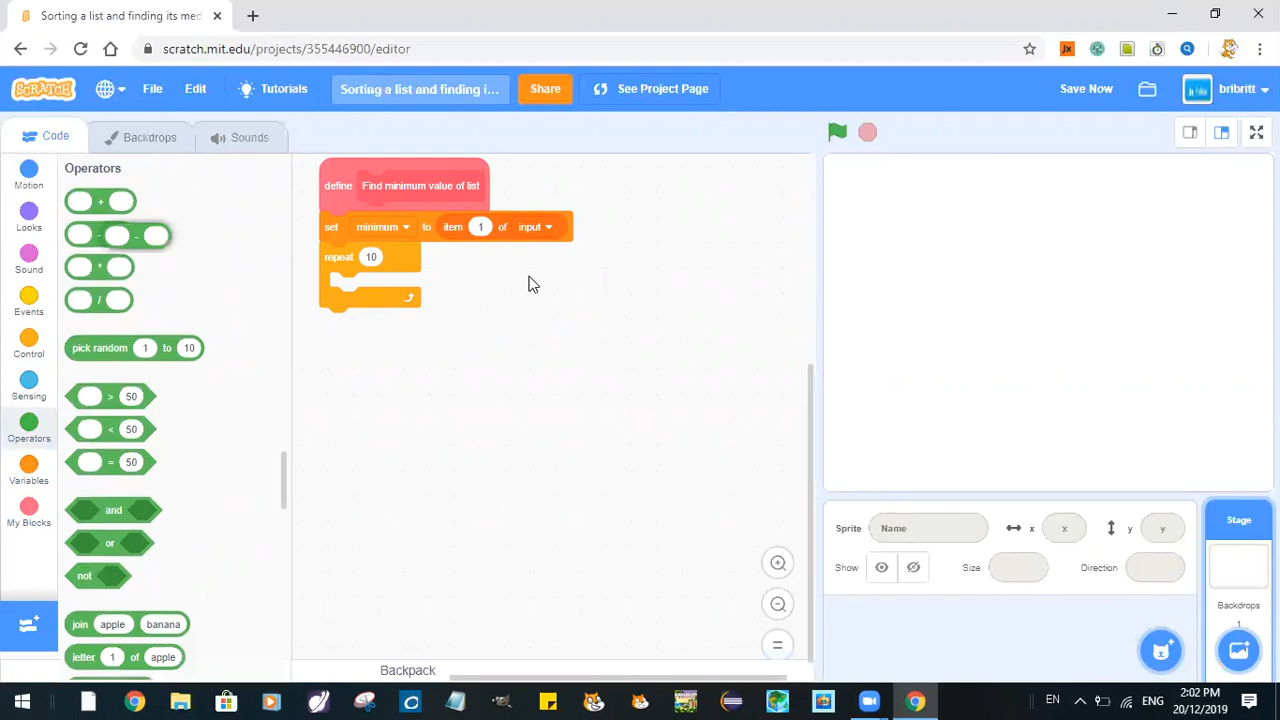 Sorting a list and finding its med
scratch.mit.edu/projects/355446900/editor
SCRATCH File Edit Tutorials Sorting a list and finding i... Share See Project Page Save Now bribritt
Code Backdrops Sounds
Motion
Looks
Sound
Events
Control
Sensing
Operators
Variables
My Blocks
Operators
+
- -
*
/
pick random 1 to 10
> 50
< 50
= 50
and
or
not
join apple banana
letter 1 of apple
define Find minimum value of list
set minimum to item 1 of input
repeat 10
Backpack
Sprite Name x x y y
Show Size Direction
Stage
Backdrops
1
EN ENG 2:02 PM
20/12/2019